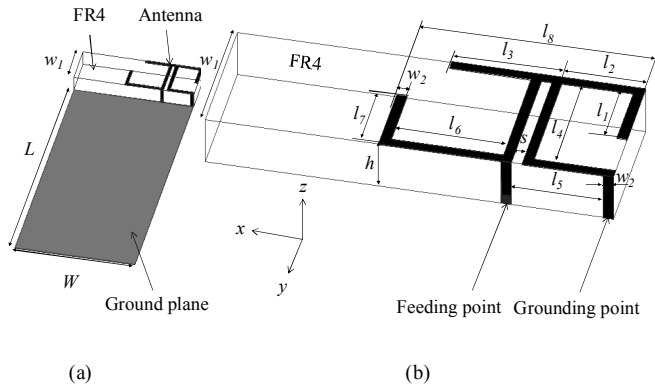 FR4
Antenna
w1
w1
L
W
Ground plane
FR4
l8
l3
l2
w2
l7
l6
l4
l1
s
h
l5
w2
z
x
y
Feeding point
Grounding point
(a)
(b)